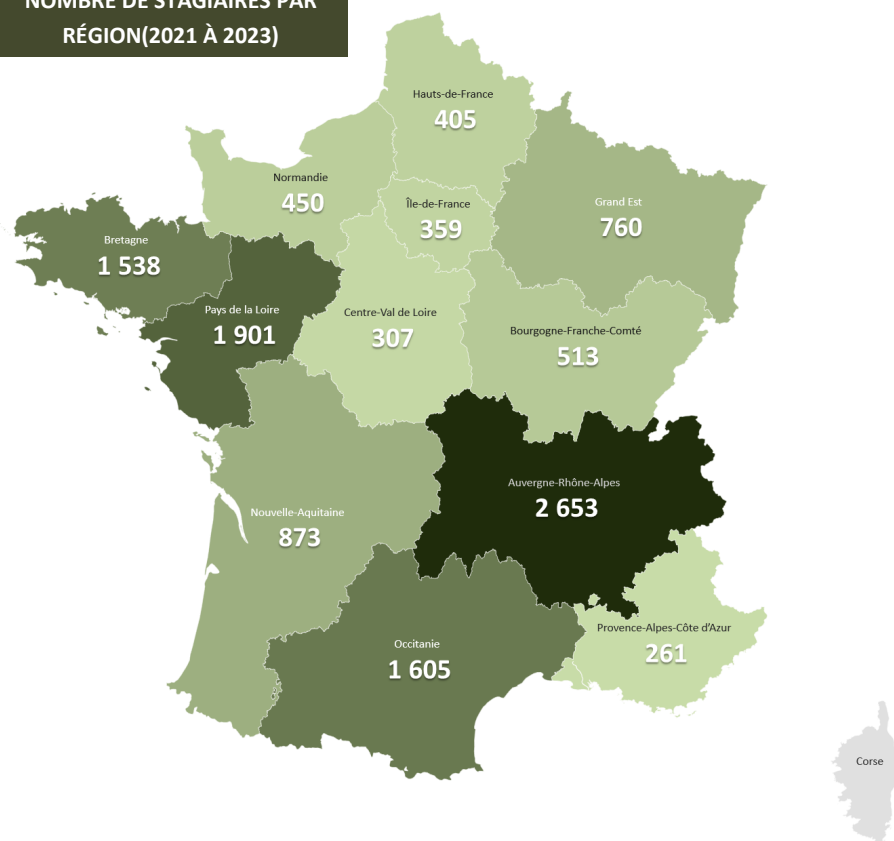 NOMBRE DE STAGIAIRES PAR
RÉGION(2021 À 2023)
Hauts-de-France
405
Normandie
450
Île-de-France
359
Grand Est
760
Bretagne
1 538
Pays de la Loire
1 901
Centre-Val de Loire
307
Bourgogne-Franche-Comté
513
Auvergne-Rhône-Alpes
2 653
Nouvelle-Aquitaine
873
Provence-Alpes-Côte d’Azur
261
Occitanie
1 605
Corse